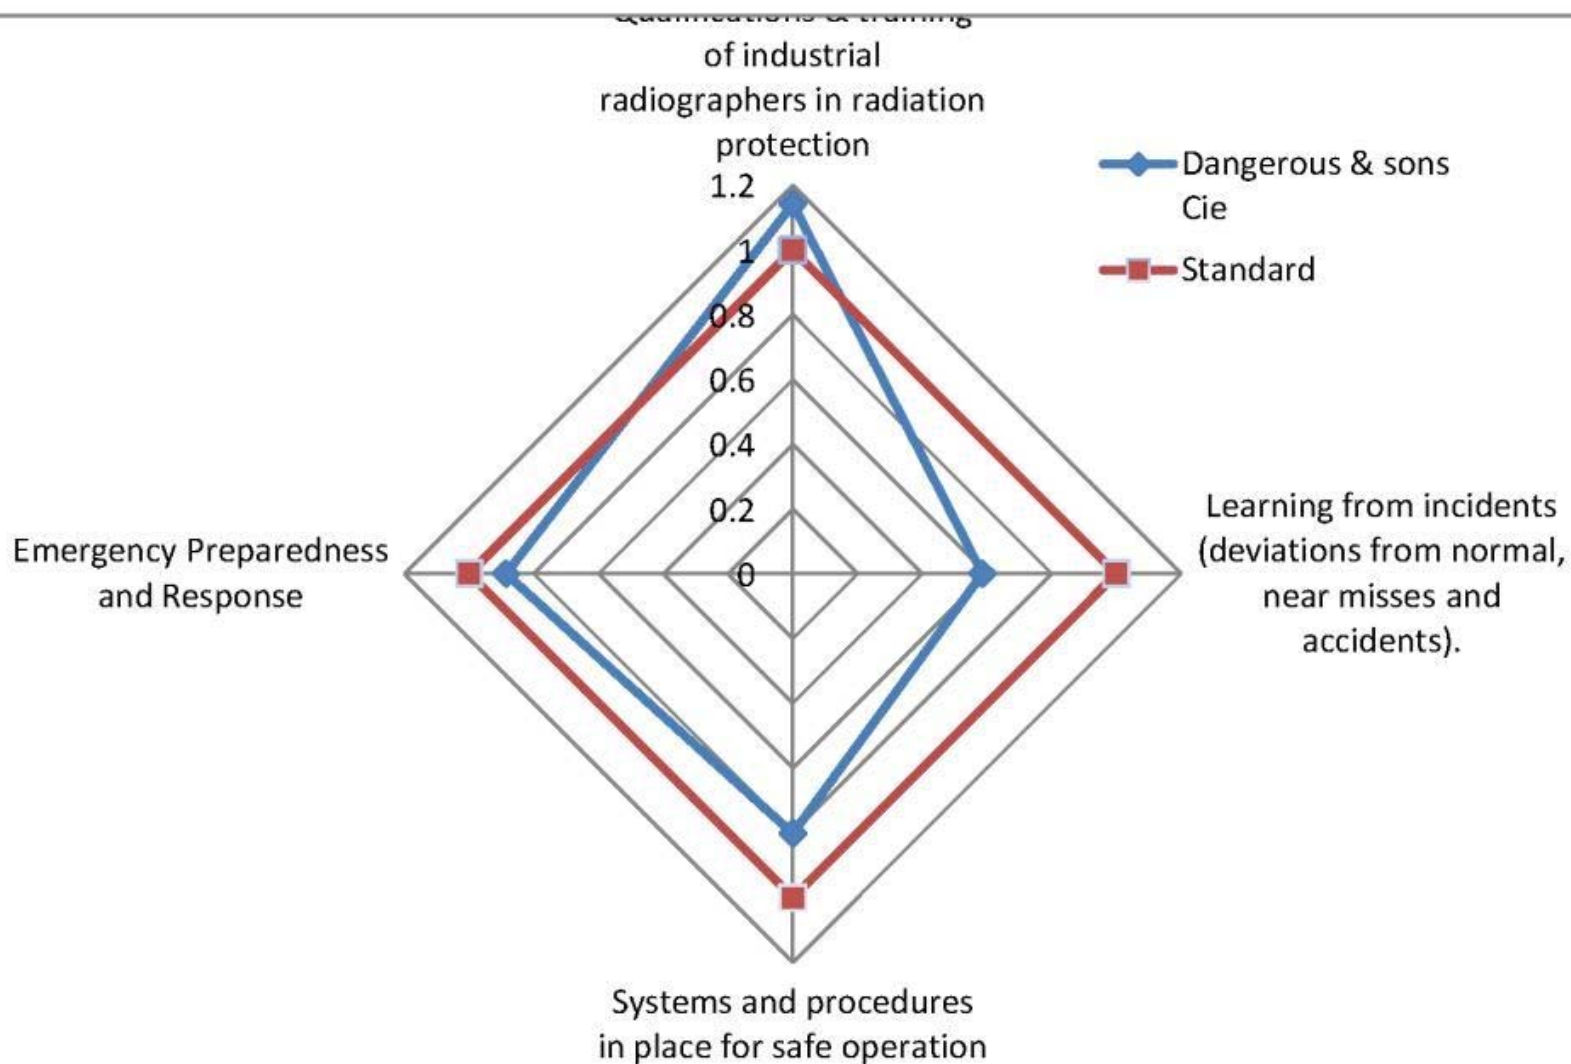 Qualifications & training
of industrial
radiographers in radiation
protection
Dangerous & sons
Cie
Standard
1.2
1
0.8
0.6
0.4
0.2
0
Learning from incidents
(deviations from normal,
near misses and
accidents).
Emergency Preparedness
and Response
Systems and procedures
in place for safe operation